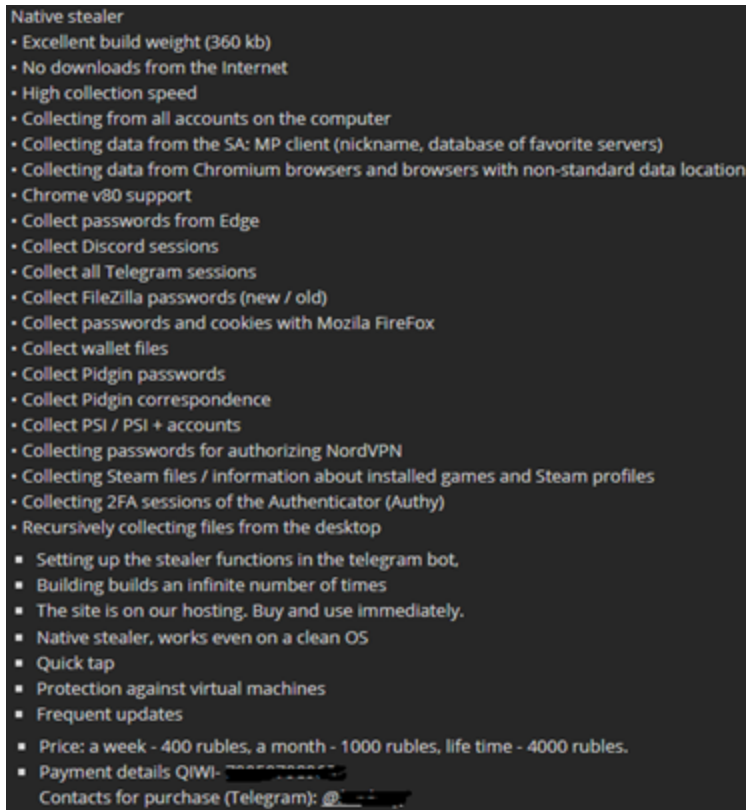 Native stealer
• Excellent build weight (360 kb)
• No downloads from the Internet
• High collection speed
• Collecting from all accounts on the computer
• Collecting data from the SA: MP client (nickname, database of favorite servers)
• Collecting data from Chromium browsers and browsers with non-standard data location
• Chrome v80 support
• Collect passwords from Edge
• Collect Discord sessions
• Collect all Telegram sessions
• Collect FileZilla passwords (new / old)
• Collect passwords and cookies with Mozila FireFox
• Collect wallet files
• Collect Pidgin passwords
• Collect Pidgin correspondence
• Collect PSI / PSI + accounts
• Collecting passwords for authorizing NordVPN
• Collecting Steam files / information about installed games and Steam profiles
• Collecting 2FA sessions of the Authenticator (Authy)
• Recursively collecting files from the desktop
▪ Setting up the stealer functions in the telegram bot,
▪ Building builds an infinite number of times
▪ The site is on our hosting. Buy and use immediately.
▪ Native stealer, works even on a clean OS
▪ Quick tap
▪ Protection against virtual machines
▪ Frequent updates
▪ Price: a week - 400 rubles, a month - 1000 rubles, life time - 4000 rubles.
▪ Payment details QIWI-
Contacts for purchase (Telegram): @